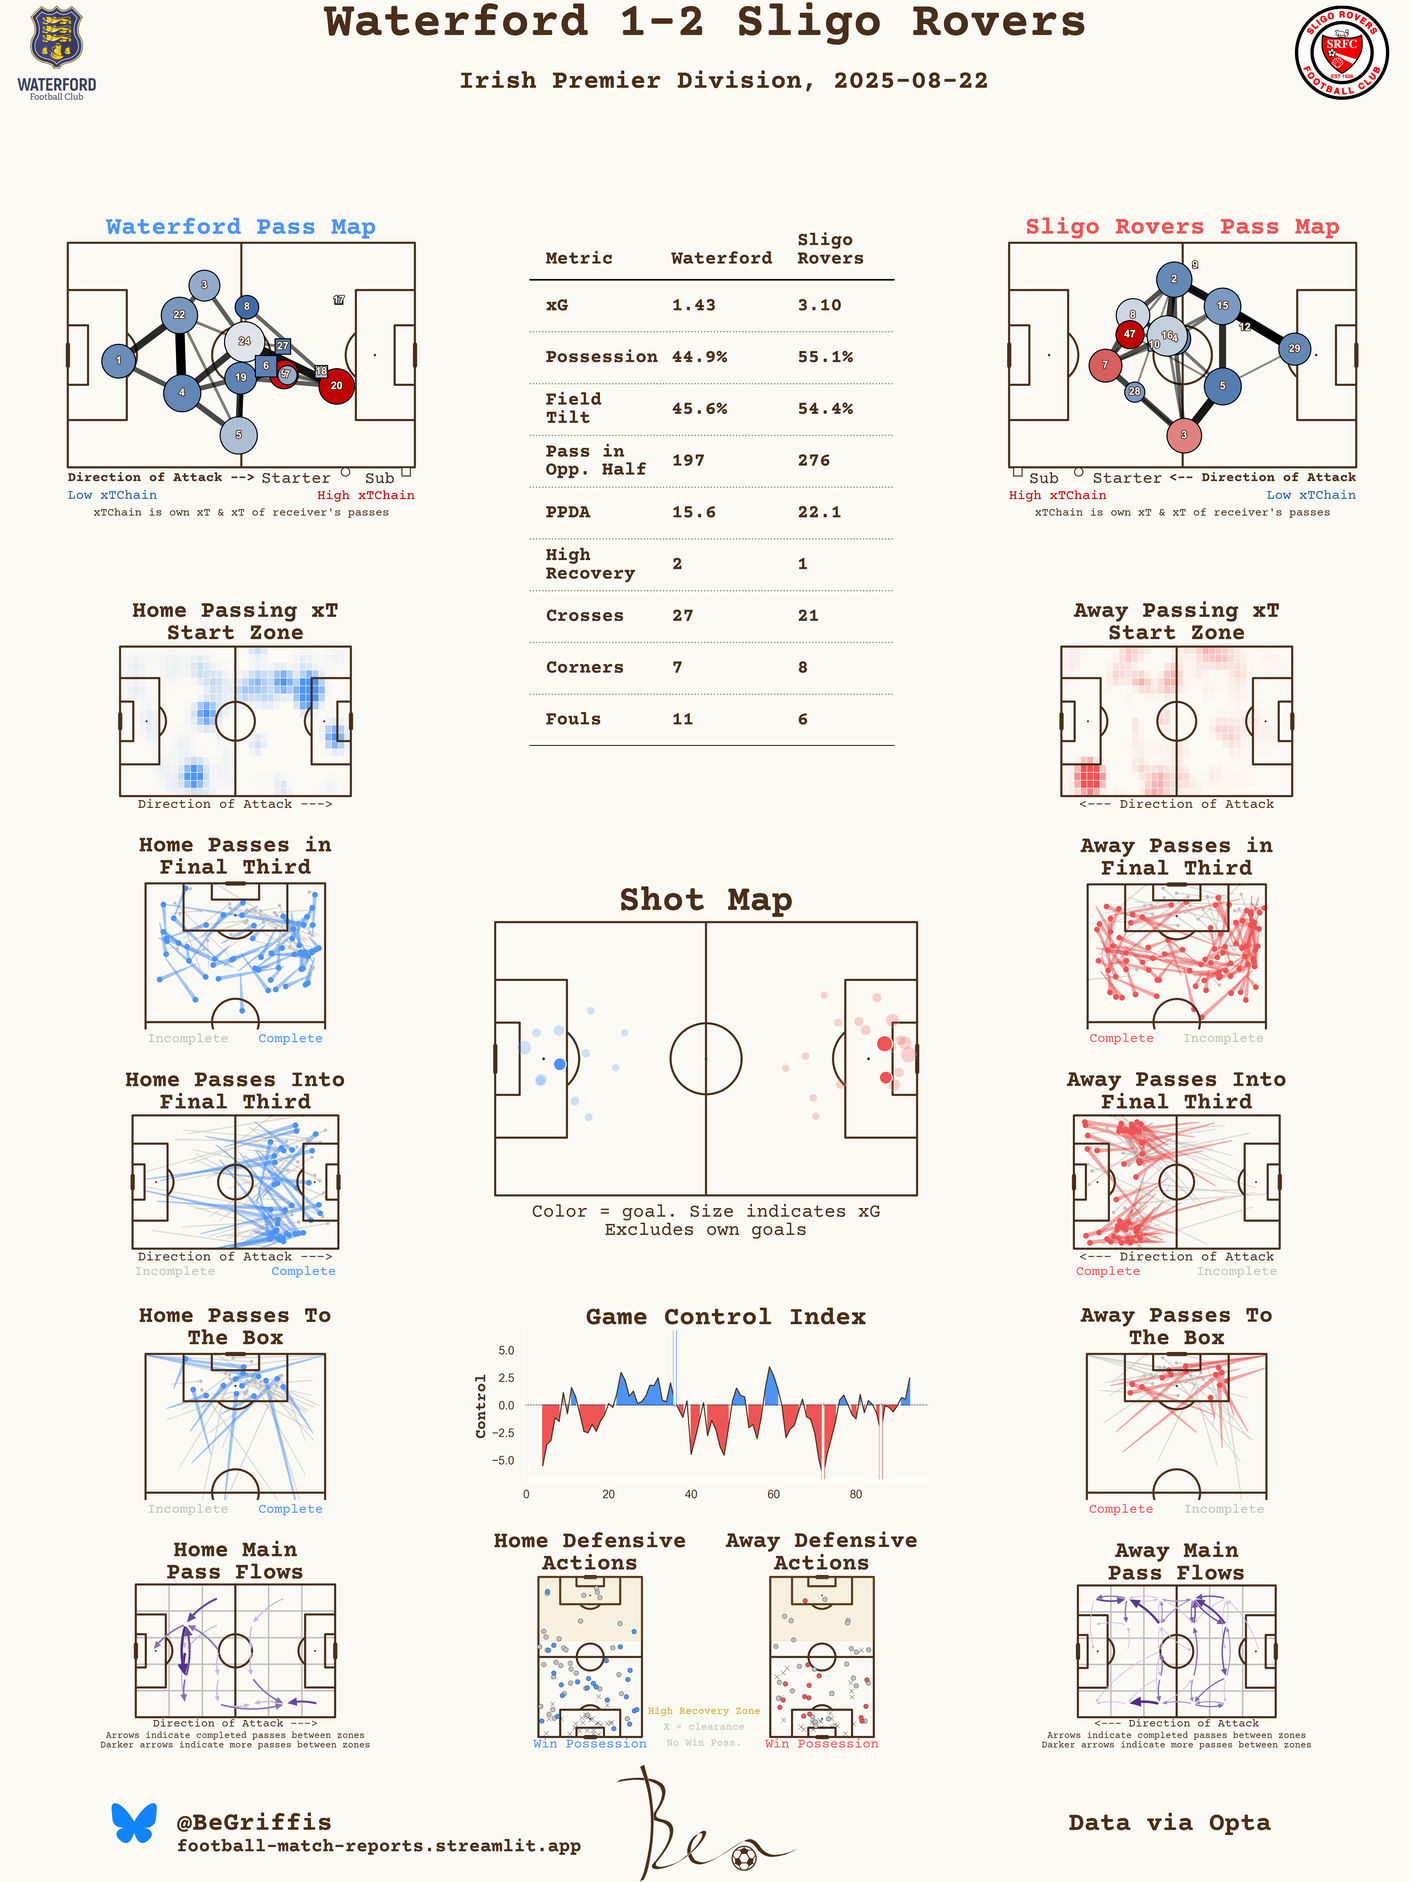 Waterford 1-2 Sligo Rovers
Irish Premier Division, 2025-08-22
WATERFORD
Football Club
SLIGO ROVERS
SRFC
EST 1928
FOOTBALL CLUB
Waterford Pass Map
3
8
17
22
24
27
1
6
18
97
19
20
4
5
Direction of Attack --> Starter Sub
Low xTChain High xTChain
xTChain is own xT & xT of receiver's passes
Metric Waterford Sligo Rovers
xG 1.43 3.10
Possession 44.9% 55.1%
Field Tilt 45.6% 54.4%
Pass in Opp. Half 197 276
PPDA 15.6 22.1
High Recovery 2 1
Crosses 27 21
Corners 7 8
Fouls 11 6
Sligo Rovers Pass Map
9
2
15
8
12
47
16
4
10
29
7
28
5
3
Sub Starter <-- Direction of Attack
High xTChain Low xTChain
xTChain is own xT & xT of receiver's passes
Home Passing xT
Start Zone
Direction of Attack --->
Away Passing xT
Start Zone
<--- Direction of Attack
Home Passes in
Final Third
Incomplete Complete
Away Passes in
Final Third
Complete Incomplete
Shot Map
Color = goal. Size indicates xG
Excludes own goals
Home Passes Into
Final Third
Direction of Attack --->
Incomplete Complete
Away Passes Into
Final Third
<--- Direction of Attack
Complete Incomplete
Home Passes To
The Box
Incomplete Complete
Game Control Index
Control
5.0
2.5
0.0
−2.5
−5.0
0 20 40 60 80
Away Passes To
The Box
Complete Incomplete
Home Main
Pass Flows
Direction of Attack --->
Arrows indicate completed passes between zones
Darker arrows indicate more passes between zones
Home Defensive
Actions
Win Possession
High Recovery Zone
X = clearance
No Win Poss.
Away Defensive
Actions
Win Possession
Away Main
Pass Flows
<--- Direction of Attack
Arrows indicate completed passes between zones
Darker arrows indicate more passes between zones
@BeGriffis
football-match-reports.streamlit.app
Ben
Data via Opta